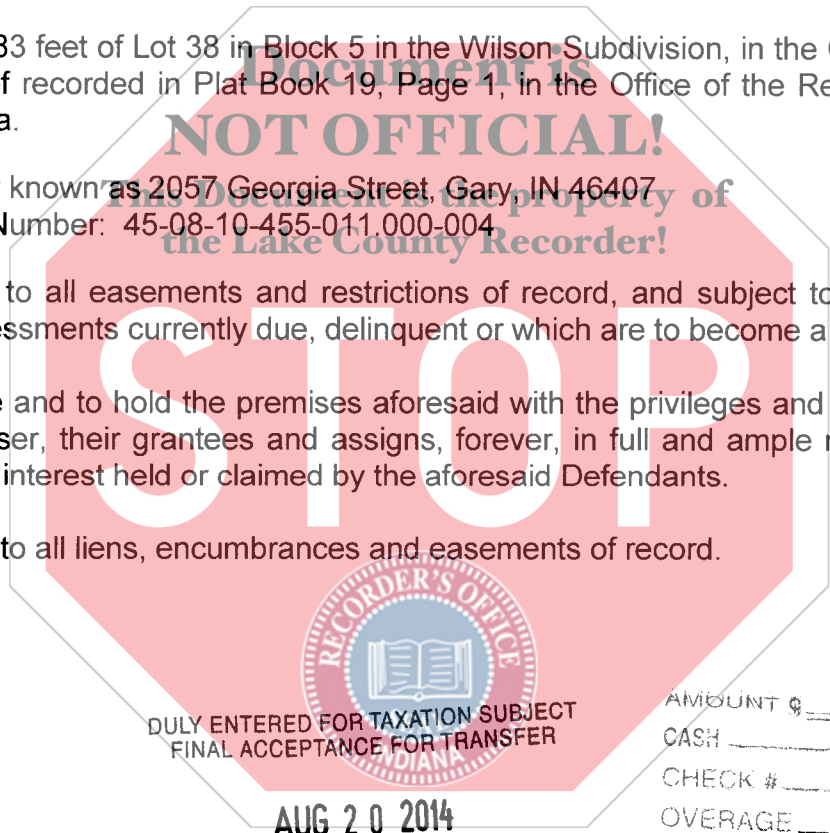 33 feet of Lot 38 in Block 5 in the Wilson Subdivision, in the
f recorded in Plat Book 19, Page 1, in the Office of the Re
a.
Document is
NOT OFFICIAL!
This Document is the property of
the Lake County Recorder!
known as 2057 Georgia Street, Gary, IN 46407
Number: 45-08-10-455-011.000-004
to all easements and restrictions of record, and subject to
essments currently due, delinquent or which are to become a
STOP
e and to hold the premises aforesaid with the privileges and
ser, their grantees and assigns, forever, in full and ample
interest held or claimed by the aforesaid Defendants.
to all liens, encumbrances and easements of record.
RECORDER'S OFFICE
INDIANA
DULY ENTERED FOR TAXATION SUBJECT
FINAL ACCEPTANCE FOR TRANSFER
AUG 20 2014
AMOUNT $
CASH
CHECK #
OVERAGE